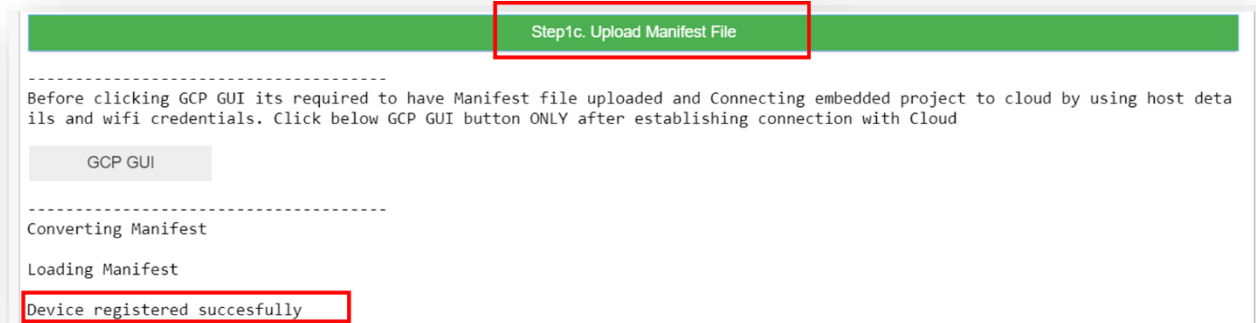 Step1c. Upload Manifest File
--------------------------------------
Before clicking GCP GUI its required to have Manifest file uploaded and Connecting embedded project to cloud by using host deta
ils and wifi credentials. Click below GCP GUI button ONLY after establishing connection with Cloud
GCP GUI
--------------------------------------
Converting Manifest
Loading Manifest
Device registered succesfully